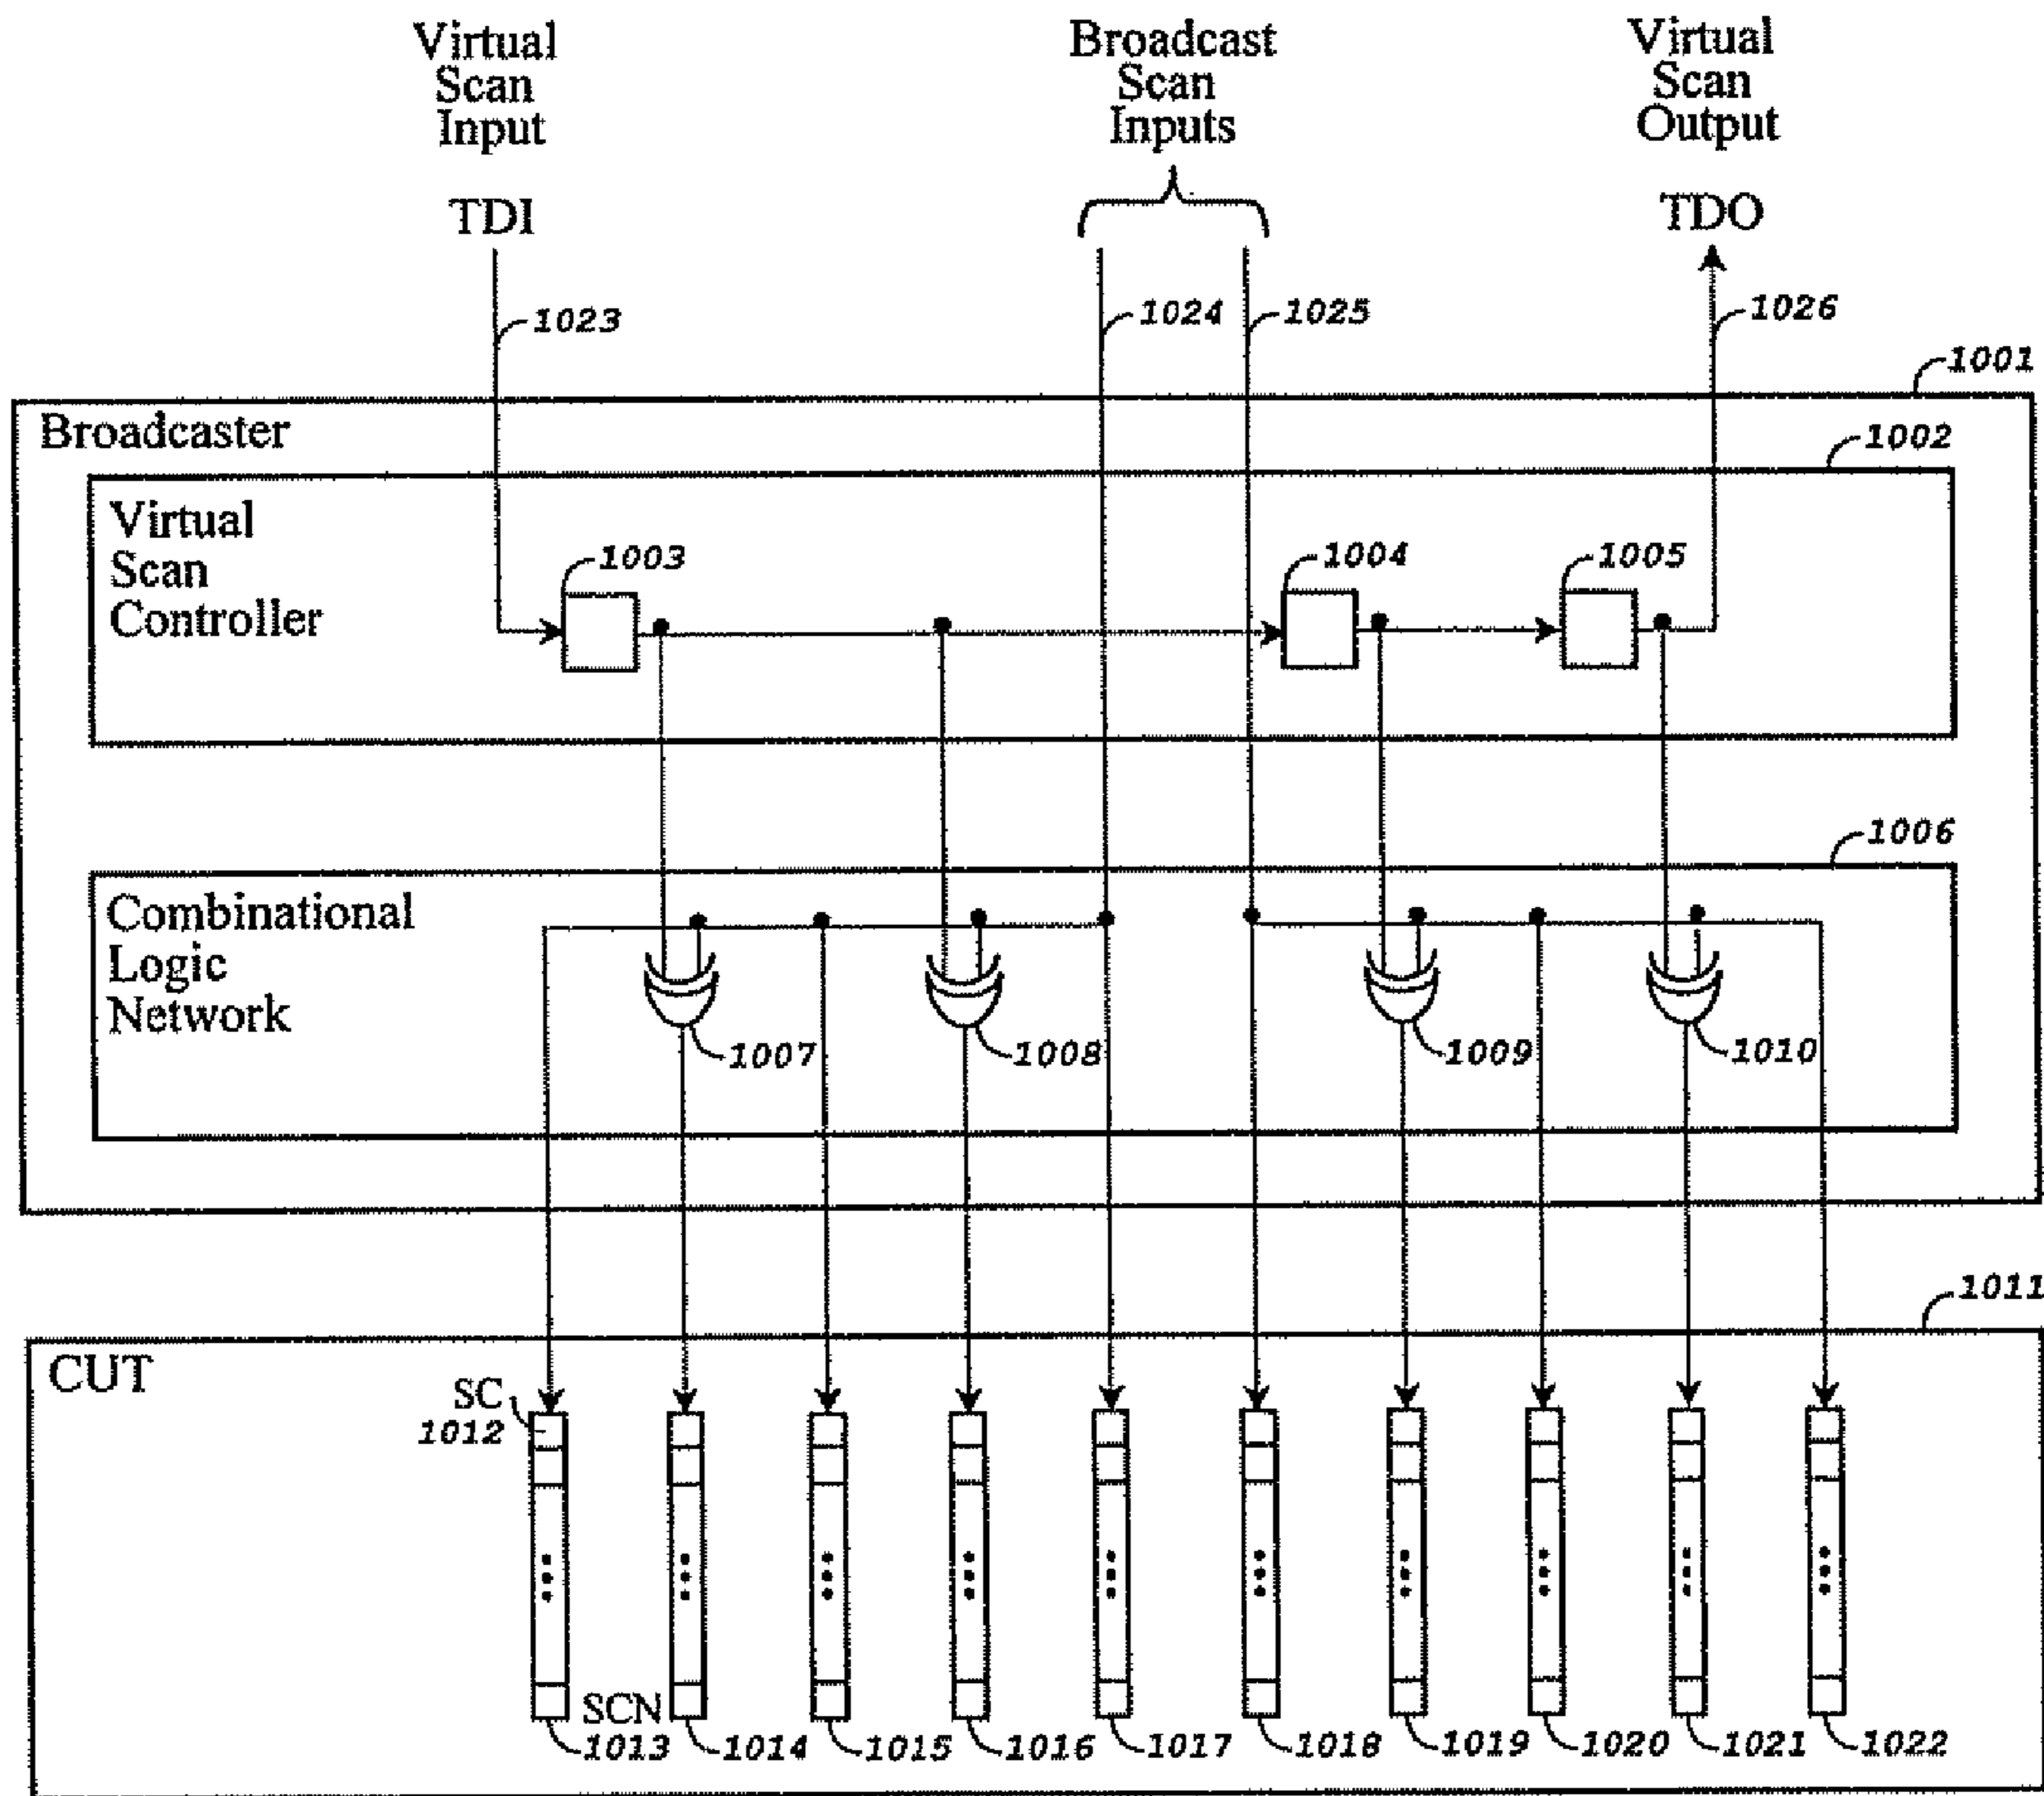 Virtual
Scan
Input
Broadcast
Scan
Inputs
Virtual
Scan
Output
TDI
TDO
1023
1024
1025
1026
1001
Broadcaster
1002
Virtual
Scan
Controller
1003
1004
1005
1006
Combinational
Logic
Network
1007
1008
1009
1010
1011
CUT
SC
1012
SCN
1013
1014
1015
1016
1017
1018
1019
1020
1021
1022